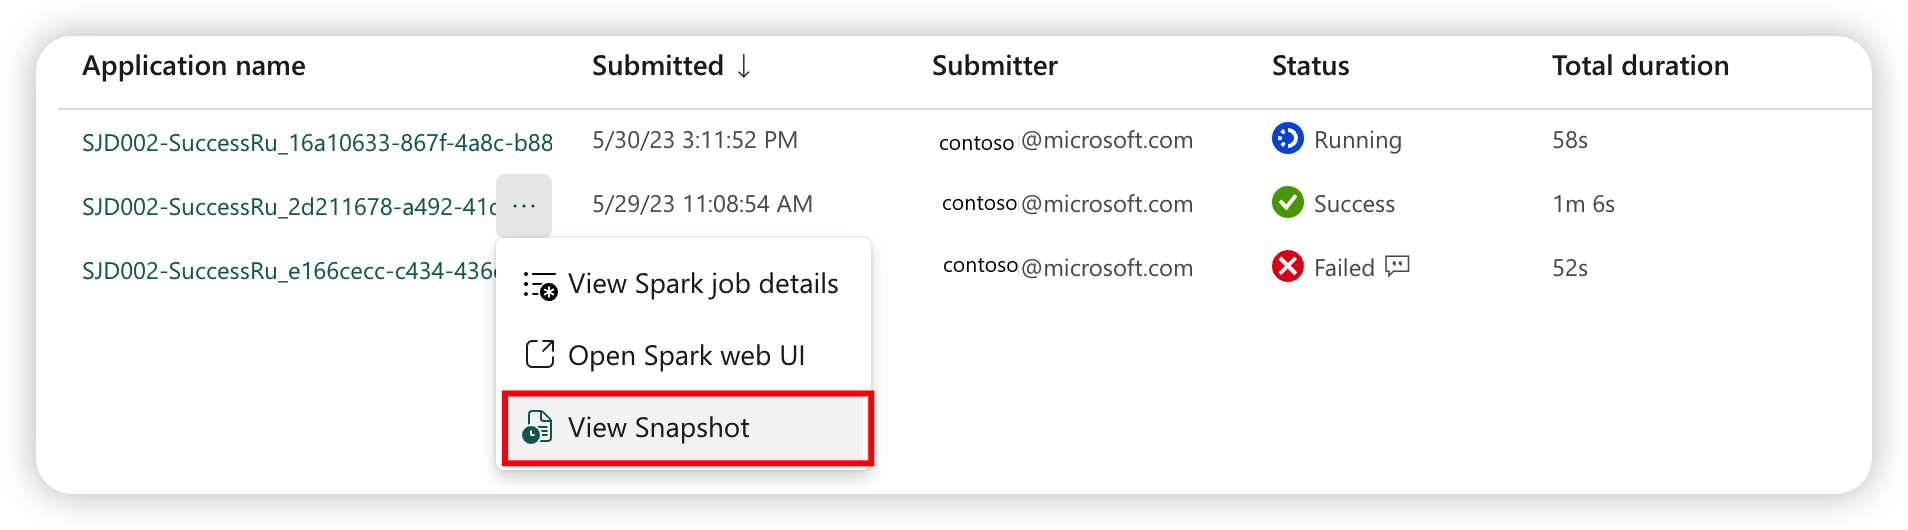 Application name Submitted ↓ Submitter Status Total duration
SJD002-SuccessRu_16a10633-867f-4a8c-b88 5/30/23 3:11:52 PM contoso @microsoft.com Running 58s
SJD002-SuccessRu_2d211678-a492-41 ... 5/29/23 11:08:54 AM contoso @microsoft.com Success 1m 6s
SJD002-SuccessRu_e166cecc-c434-436 contoso @microsoft.com Failed 52s
View Spark job details
Open Spark web UI
View Snapshot